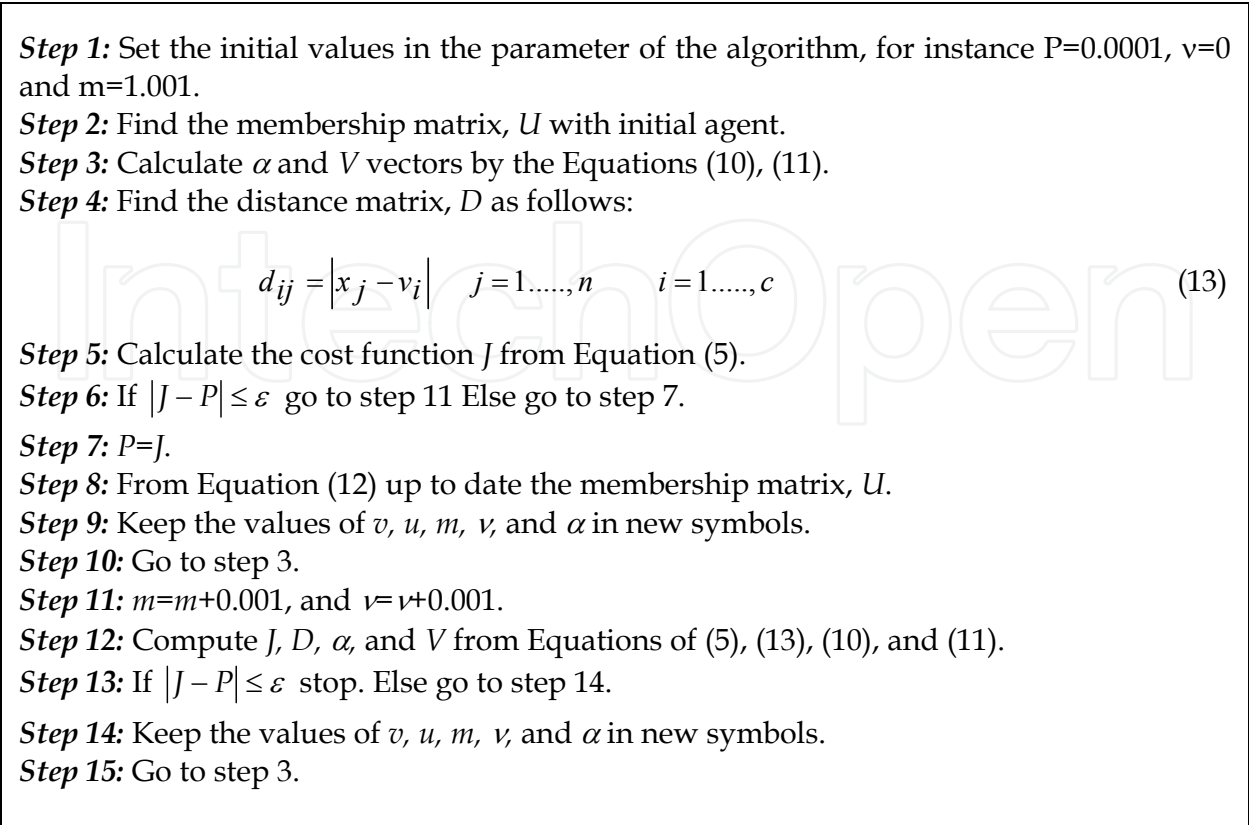 Step 1: Set the initial values in the parameter of the algorithm, for instance P=0.0001, ν=0
and m=1.001.
Step 2: Find the membership matrix, U with initial agent.
Step 3: Calculate α and V vectors by the Equations (10), (11).
Step 4: Find the distance matrix, D as follows:
d_{ij} = |x_j − v_i|   j = 1.....,n   i = 1.....,c   (13)
IntechOpen
Step 5: Calculate the cost function J from Equation (5).
Step 6: If |J − P| ≤ ε go to step 11 Else go to step 7.
Step 7: P=J.
Step 8: From Equation (12) up to date the membership matrix, U.
Step 9: Keep the values of v, u, m, ν, and α in new symbols.
Step 10: Go to step 3.
Step 11: m=m+0.001, and ν=ν+0.001.
Step 12: Compute J, D, α, and V from Equations of (5), (13), (10), and (11).
Step 13: If |J − P| ≤ ε stop. Else go to step 14.
Step 14: Keep the values of v, u, m, ν, and α in new symbols.
Step 15: Go to step 3.